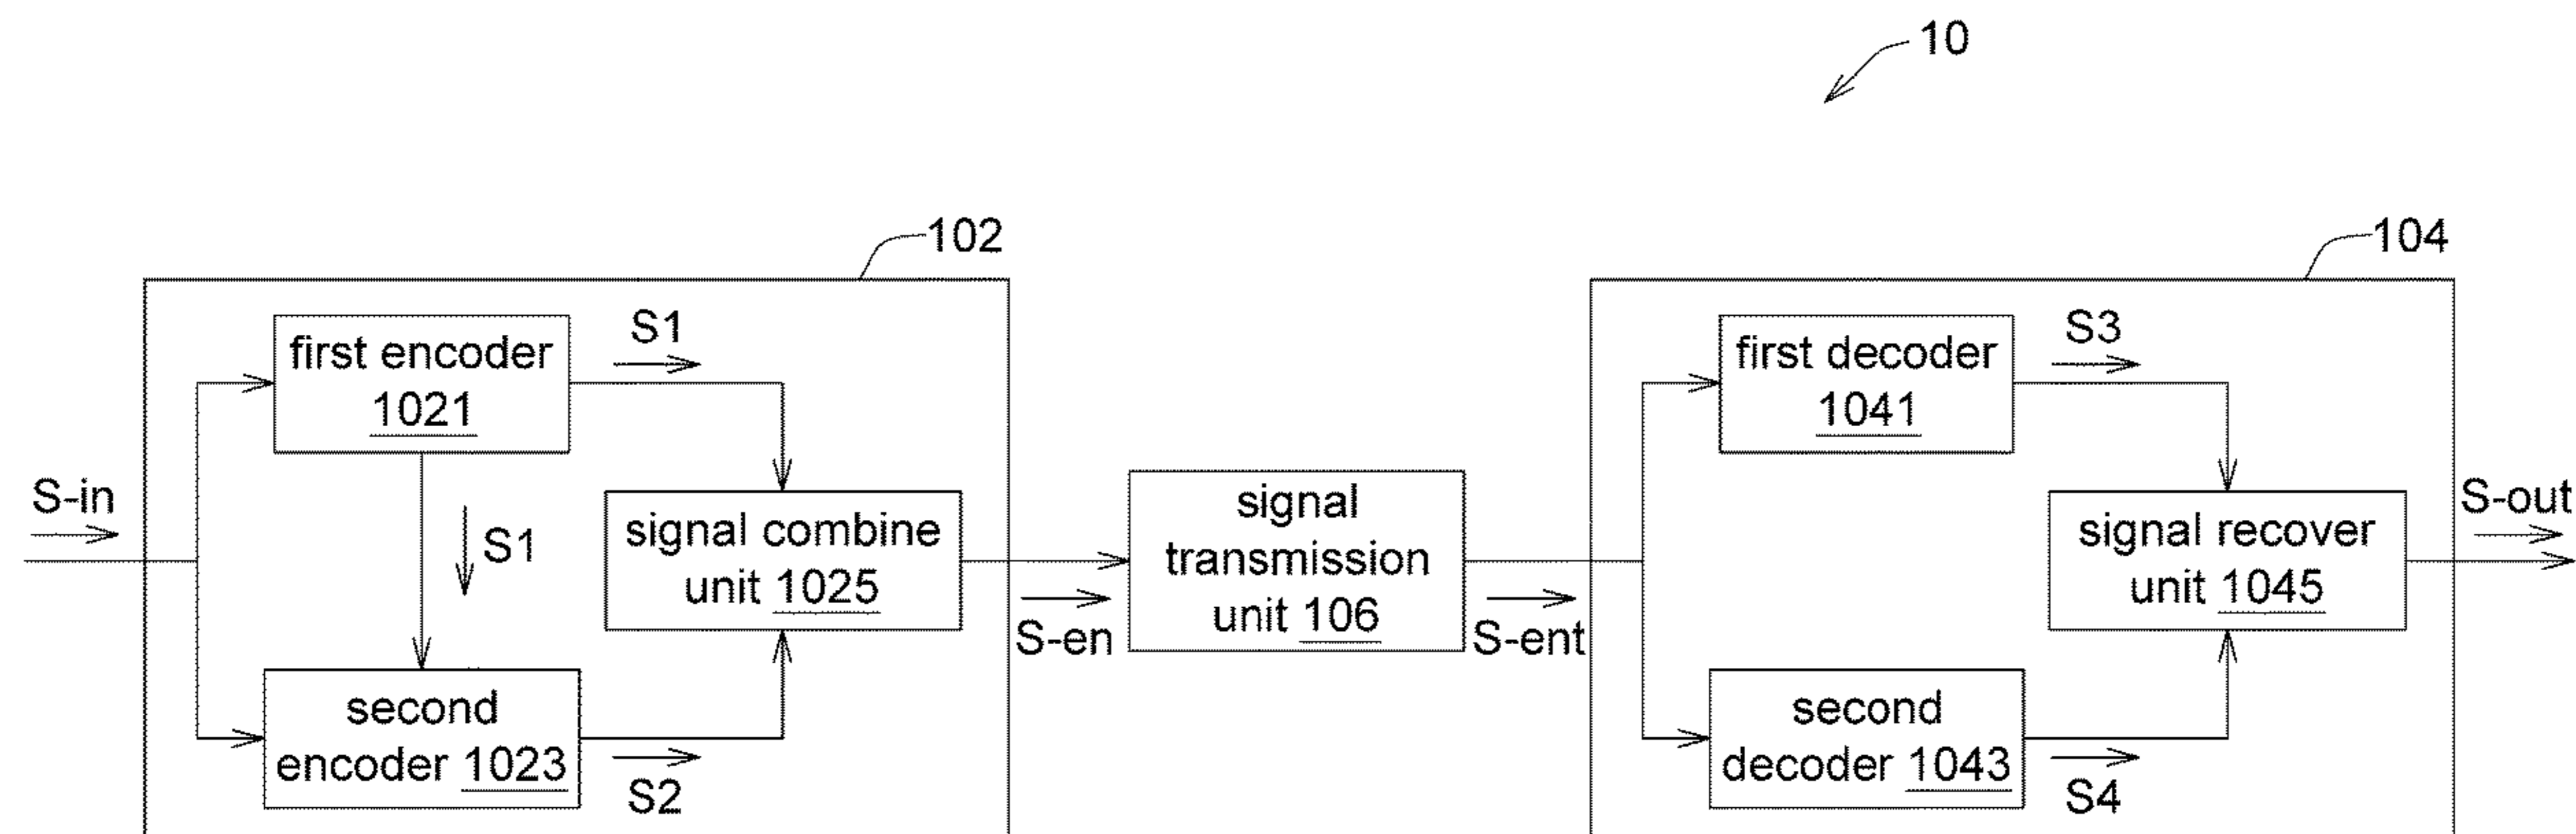 10
102
104
S-in
first encoder
1021
S1
S1
second
encoder 1023
S2
signal combine
unit 1025
S-en
signal
transmission
unit 106
S-ent
first decoder
1041
S3
second
decoder 1043
S4
signal recover
unit 1045
S-out